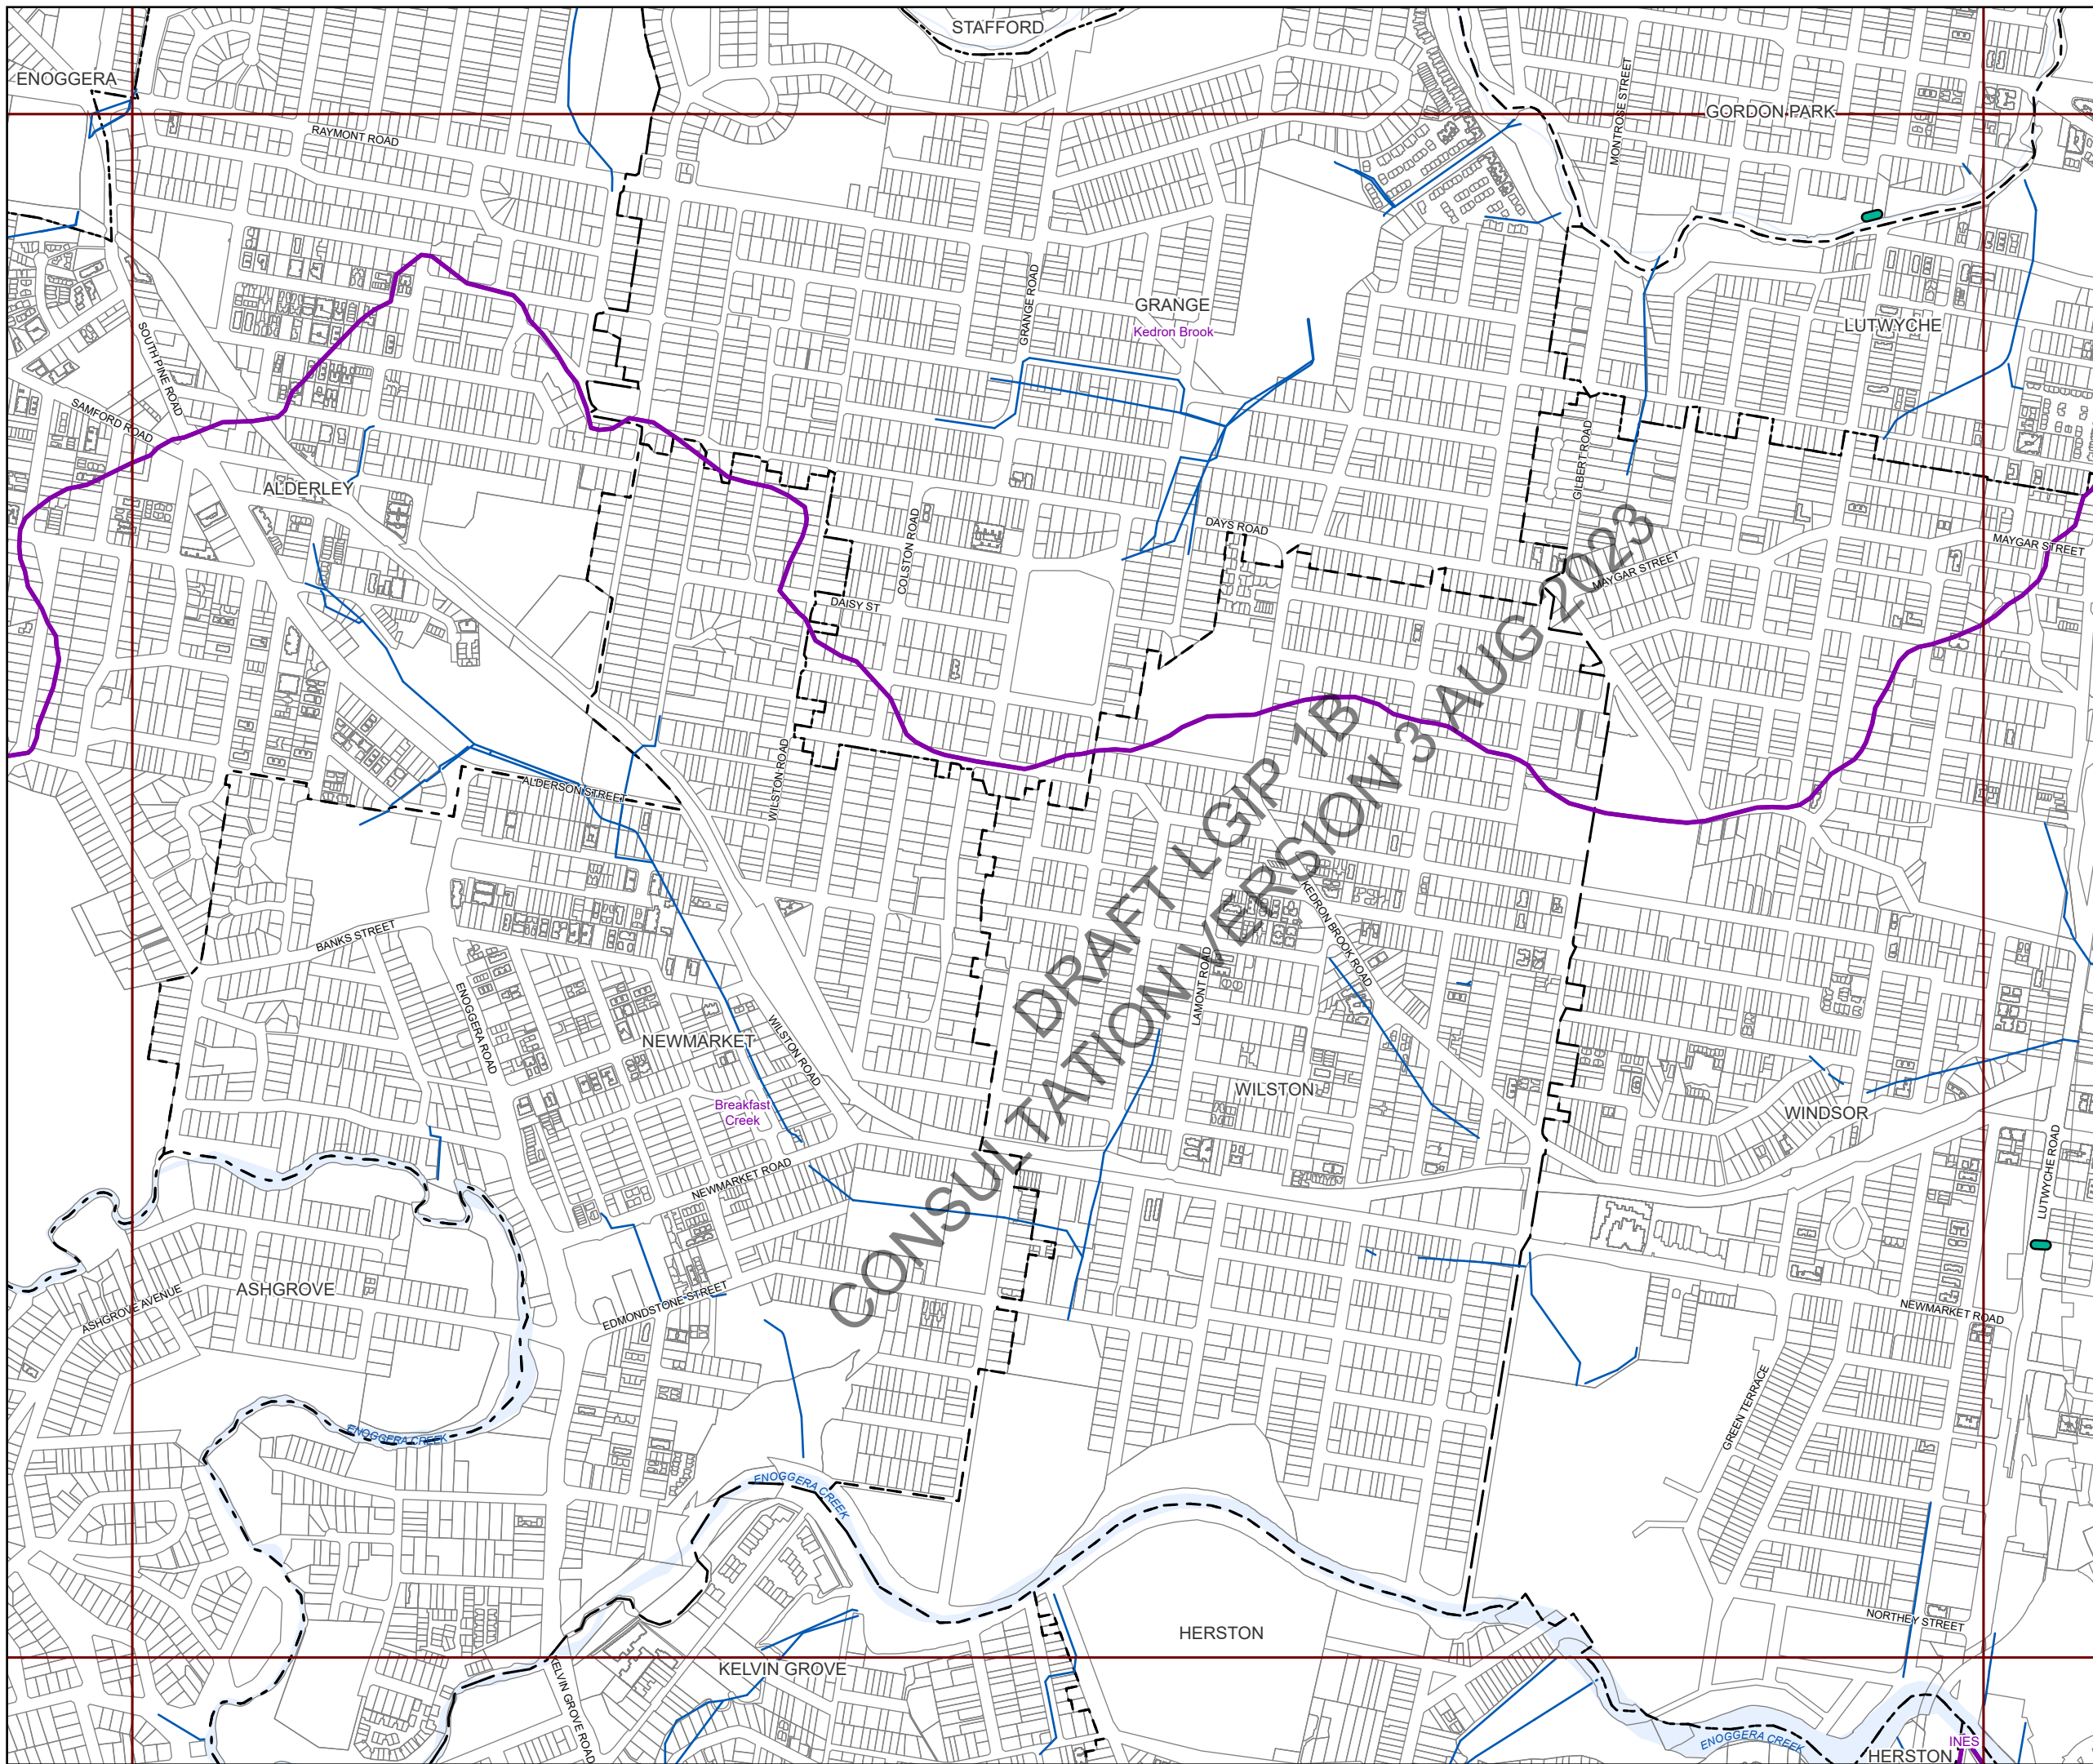 STAFFORD
ENOGGERA
GORDON PARK
MONTROSE STREET
RAYMONT ROAD
GRANGE ROAD
GRANGE
Kedron Brook
LUTWYCHE
SOUTH PINE ROAD
SAMFORD ROAD
GILBERT ROAD
ALDERLEY
DAYS ROAD
COLSTON ROAD
MAYGAR STREET
MAYGAR STREET
DAISY ST
ALDERSON STREET
WILSTON ROAD
DRAFT LGIR 1B
CONSULTATION VERSION 3 AUG 2023
KEDRON BROOK ROAD
BANKS STREET
LAMONT ROAD
ENOGGERA ROAD
NEWMARKET
WILSTON ROAD
WILSTON
Breakfast
Creek
WINDSOR
LUTWYCHE ROAD
NEWMARKET ROAD
ASHGROVE
ASHGROVE AVENUE
EDMONDSTONE STREET
NEWMARKET ROAD
GREEN TERRACE
ENOGGERA CREEK
ENOGGERA CREEK
NORTHEY STREET
HERSTON
KELVIN GROVE
KELVIN GROVE ROAD
ENOGGERA CREEK
INES
HERSTON